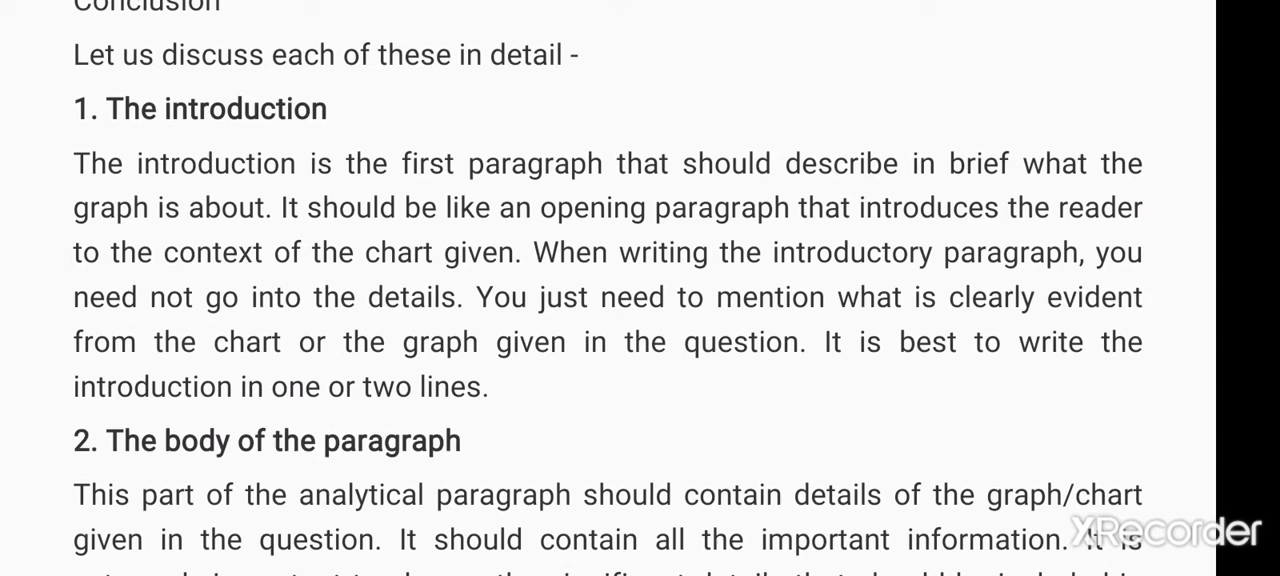 Conclusion
Let us discuss each of these in detail -
1. The introduction
The introduction is the first paragraph that should describe in brief what the
graph is about. It should be like an opening paragraph that introduces the reader
to the context of the chart given. When writing the introductory paragraph, you
need not go into the details. You just need to mention what is clearly evident
from the chart or the graph given in the question. It is best to write the
introduction in one or two lines.
2. The body of the paragraph
This part of the analytical paragraph should contain details of the graph/chart
given in the question. It should contain all the important information. It is
XRecorder